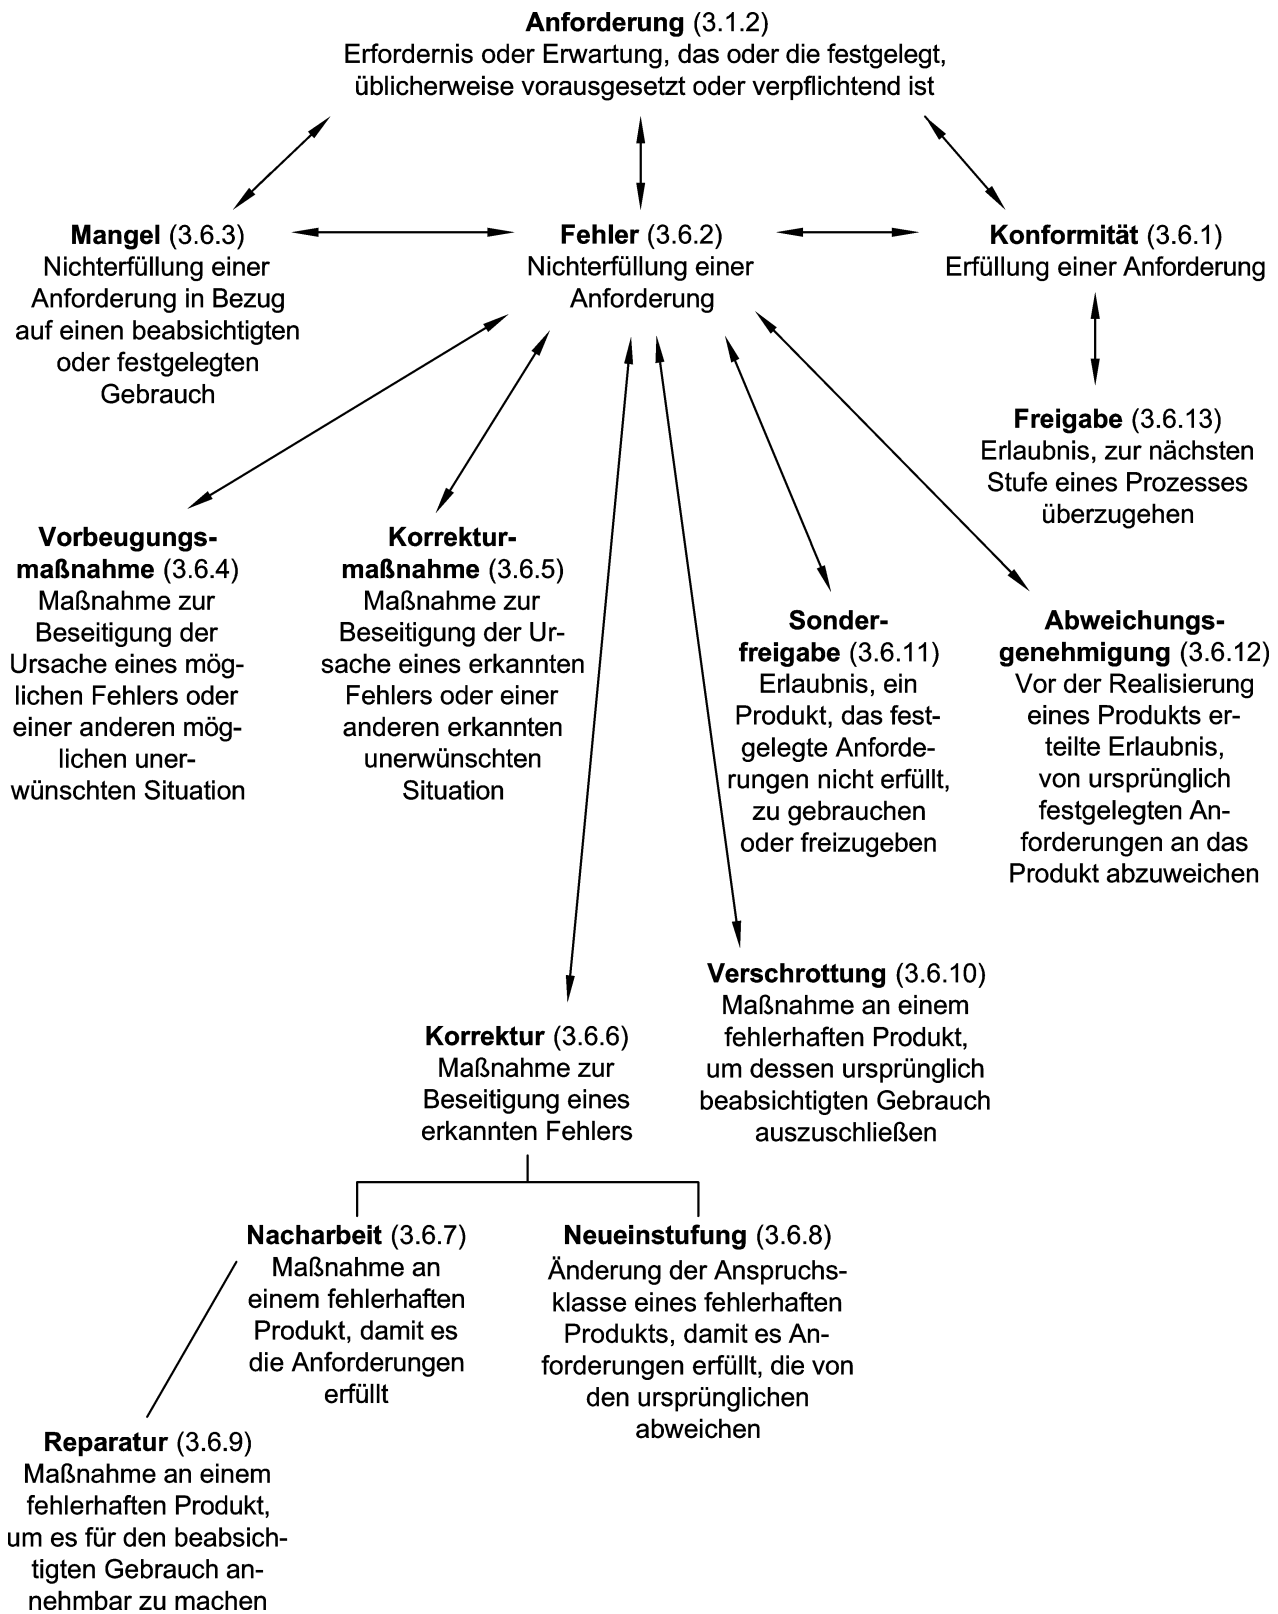 Anforderung (3.1.2)
Erfordernis oder Erwartung, das oder die festgelegt,
üblicherweise vorausgesetzt oder verpflichtend ist
Mangel (3.6.3)
Nichterfüllung einer
Anforderung in Bezug
auf einen beabsichtigten
oder festgelegten
Gebrauch
Fehler (3.6.2)
Nichterfüllung einer
Anforderung
Konformität (3.6.1)
Erfüllung einer Anforderung
Freigabe (3.6.13)
Erlaubnis, zur nächsten
Stufe eines Prozesses
überzugehen
Vorbeugungs-
maßnahme (3.6.4)
Maßnahme zur
Beseitigung der
Ursache eines mög-
lichen Fehlers oder
einer anderen mög-
lichen uner-
wünschten Situation
Korrektur-
maßnahme (3.6.5)
Maßnahme zur
Beseitigung der Ur-
sache eines erkannten
Fehlers oder einer
anderen erkannten
unerwünschten
Situation
Sonder-
freigabe (3.6.11)
Erlaubnis, ein
Produkt, das fest-
gelegte Anforde-
rungen nicht erfüllt,
zu gebrauchen
oder freizugeben
Abweichungs-
genehmigung (3.6.12)
Vor der Realisierung
eines Produkts er-
teilte Erlaubnis,
von ursprünglich
festgelegten An-
forderungen an das
Produkt abzuweichen
Verschrottung (3.6.10)
Maßnahme an einem
fehlerhaften Produkt,
um dessen ursprünglich
beabsichtigten Gebrauch
auszuschließen
Korrektur (3.6.6)
Maßnahme zur
Beseitigung eines
erkannten Fehlers
Nacharbeit (3.6.7)
Maßnahme an
einem fehlerhaften
Produkt, damit es
die Anforderungen
erfüllt
Neueinstufung (3.6.8)
Änderung der Anspruchs-
klasse eines fehlerhaften
Produkts, damit es An-
forderungen erfüllt, die von
den ursprünglichen
abweichen
Reparatur (3.6.9)
Maßnahme an einem
fehlerhaften Produkt,
um es für den beabsich-
tigten Gebrauch an-
nehmbar zu machen